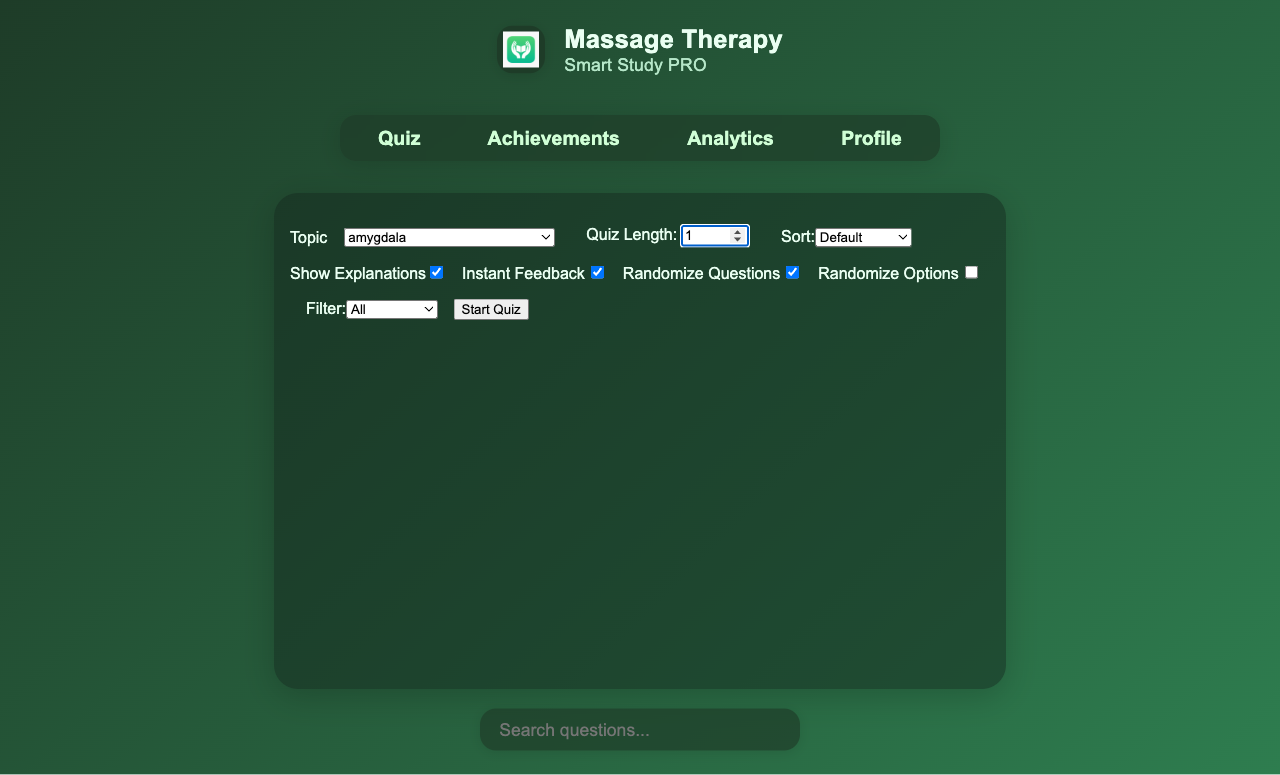 Massage Therapy
Smart Study PRO
Quiz Achievements Analytics Profile
Topic amygdala Quiz Length: 1 Sort: Default
Show Explanations Instant Feedback Randomize Questions Randomize Options
Filter: All Start Quiz
Search questions...